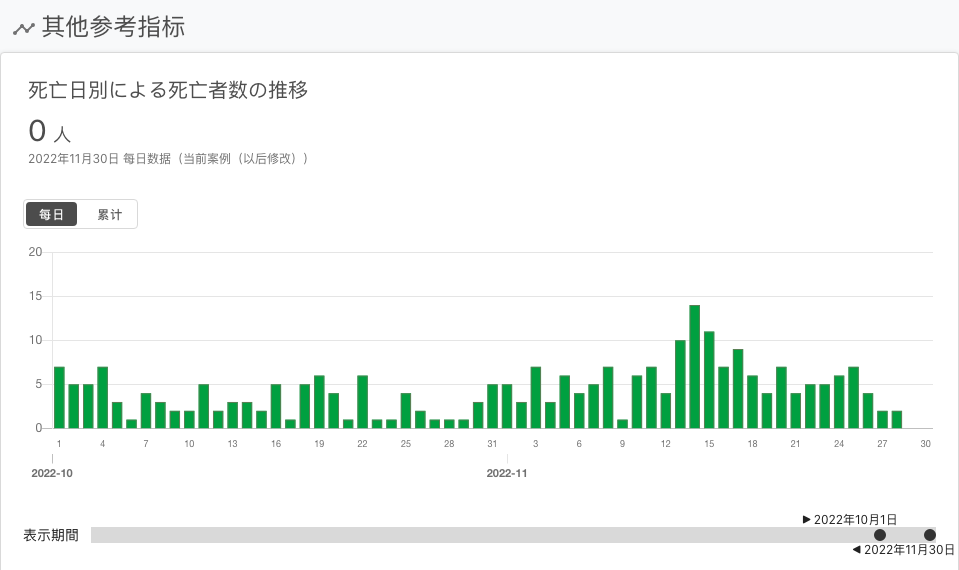 其他参考指标
死亡日別による死亡者数の推移
0 人
2022年11月30日 每日数据（当前案例（以后修改））
每日 累计
20
15
10
5
0
1 4 7 10 13 16 19 22 25 28 31 3 6 9 12 15 18 21 24 27 30
2022-10 2022-11
2022年10月1日
表示期間
2022年11月30日